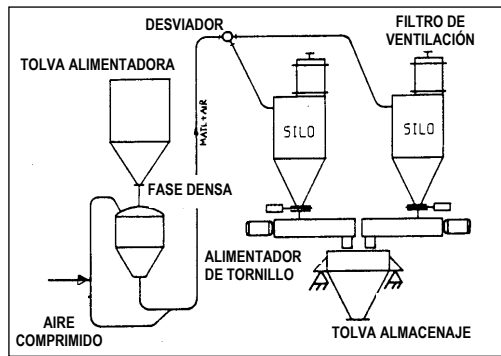 DESVIADOR
FILTRO DE
VENTILACIÓN
TOLVA ALIMENTADORA
MATL + AIR
SILO
SILO
FASE DENSA
ALIMENTADOR
DE TORNILLO
AIRE
COMPRIMIDO
TOLVA ALMACENAJE